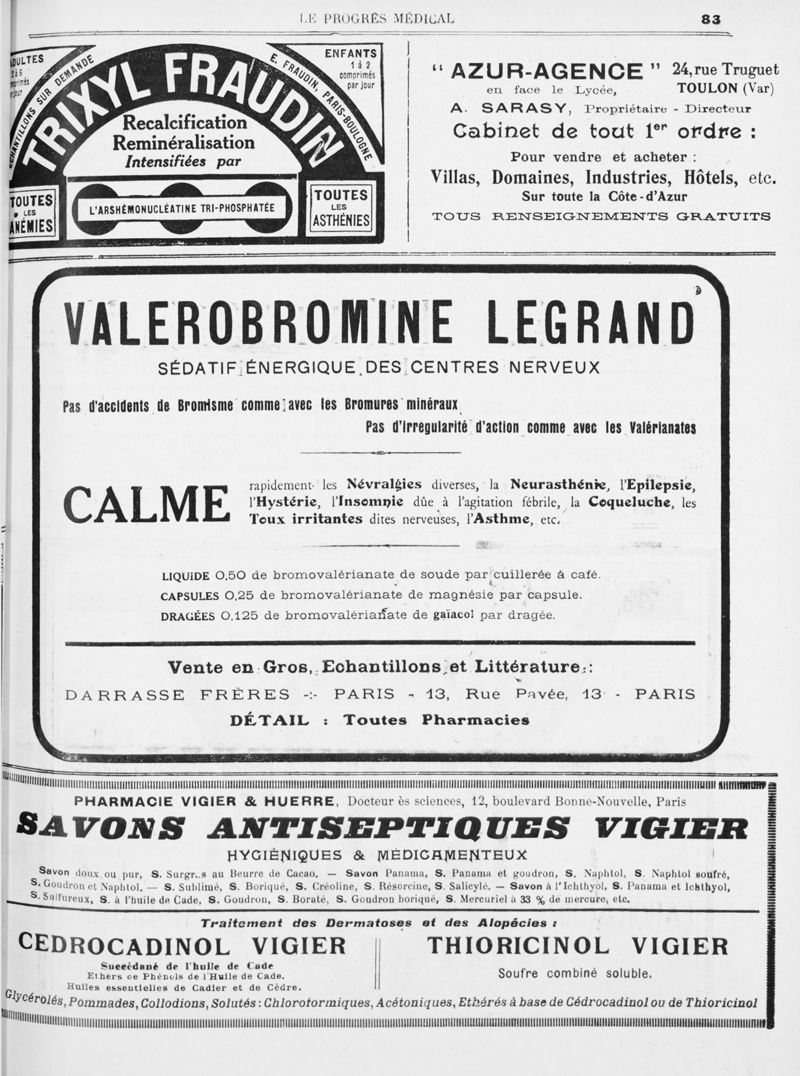 LE PROGRÈS MÉDICAL 83
ADULTES
comprimés
par jour
ÉCHANTILLONS SUR DEMANDE
TRIXYL FRAUDIN
E. FRAUDIN, PARIS-BOULOGNE
ENFANTS
1 à 2
comprimés
par jour
Recalcification
Reminéralisation
Intensifiées par
TOUTES
LES
ANÉMIES
L'ARSHÉMONUCLÉATINE TRI-PHOSPHATÉE
TOUTES
LES
ASTHÉNIES
“ AZUR-AGENCE ” 24, rue Truguet
en face le Lycée, TOULON (Var)
A. SARASY, Propriétaire - Directeur
Cabinet de tout 1er ordre :
Pour vendre et acheter :
Villas, Domaines, Industries, Hôtels, etc.
Sur toute la Côte-d'Azur
TOUS RENSEIGNEMENTS GRATUITS
VALEROBROMINE LEGRAND
SÉDATIF ÉNERGIQUE DES CENTRES NERVEUX
Pas d'accidents de Bromisme comme avec les Bromures minéraux
Pas d'irregularité d'action comme avec les Valérianates
CALME
rapidement les Névralgies diverses, la Neurasthénie, l'Epilepsie,
l'Hystérie, l'Insomnie dûe à l'agitation fébrile, la Coqueluche, les
Toux irritantes dites nerveuses, l'Asthme, etc.
LIQUIDE 0,50 de bromovalérianate de soude par cuillerée à café.
CAPSULES 0,25 de bromovalérianate de magnésie par capsule.
DRAGÉES 0,125 de bromovalérianate de gaïacol par dragée.
Vente en Gros, Echantillons et Littérature :
DARRASSE FRÈRES -:- PARIS - 13, Rue Pavée, 13 - PARIS
DÉTAIL : Toutes Pharmacies
PHARMACIE VIGIER & HUERRE, Docteur ès sciences, 12, boulevard Bonne-Nouvelle, Paris
SAVONS ANTISEPTIQUES VIGIER
HYGIÉNIQUES & MÉDICAMENTEUX
Savon doux ou pur, S. Surgr..s au Beurre de Cacao. — Savon Panama, S. Panama et goudron, S. Naphtol, S. Naphtol soufré,
S. Goudron et Naphtol. — S. Sublimé, S. Boriqué, S. Créoline, S. Résorcine, S. Salicylé. — Savon à l'Ichthyol, S. Panama et Ichthyol,
S. Sulfureux, S. à l'huile de Cade, S. Goudron, S. Boraté, S. Goudron boriqué, S. Mercuriel à 33 % de mercure, etc.
Traitement des Dermatoses et des Alopécies :
CEDROCADINOL VIGIER
Succédané de l'huile de Cade
Ethers de Phénols de l'Huile de Cade.
Huiles essentielles de Cadier et de Cèdre.
THIORICINOL VIGIER
Soufre combiné soluble.
Glycérolés, Pommades, Collodions, Solutés : Chlorotormiques, Acétoniques, Ethérés à base de Cédrocadinol ou de Thioricinol